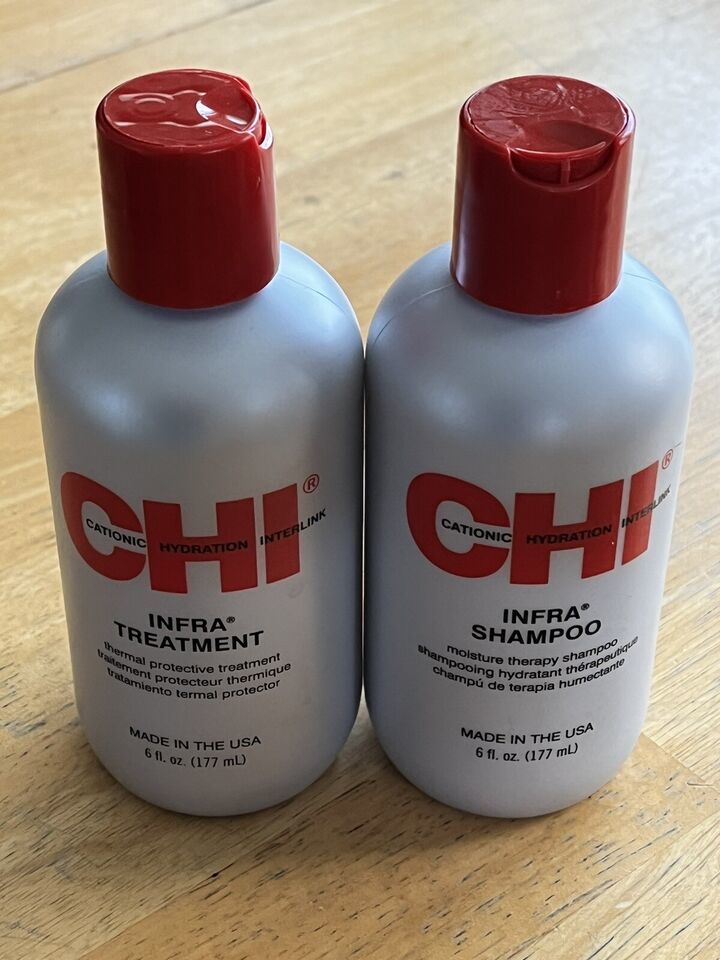 CHI®
CATIONIC HYDRATION INTERLINK
INFRA®
TREATMENT
thermal protective treatment
traitement protecteur thermique
tratamiento termal protector
MADE IN THE USA
6 fl. oz. (177 mL)
CHI®
CATIONIC HYDRATION INTERLINK
INFRA®
SHAMPOO
moisture therapy shampoo
shampooing hydratant thérapeutique
champú de terapia humectante
MADE IN THE USA
6 fl. oz. (177 mL)